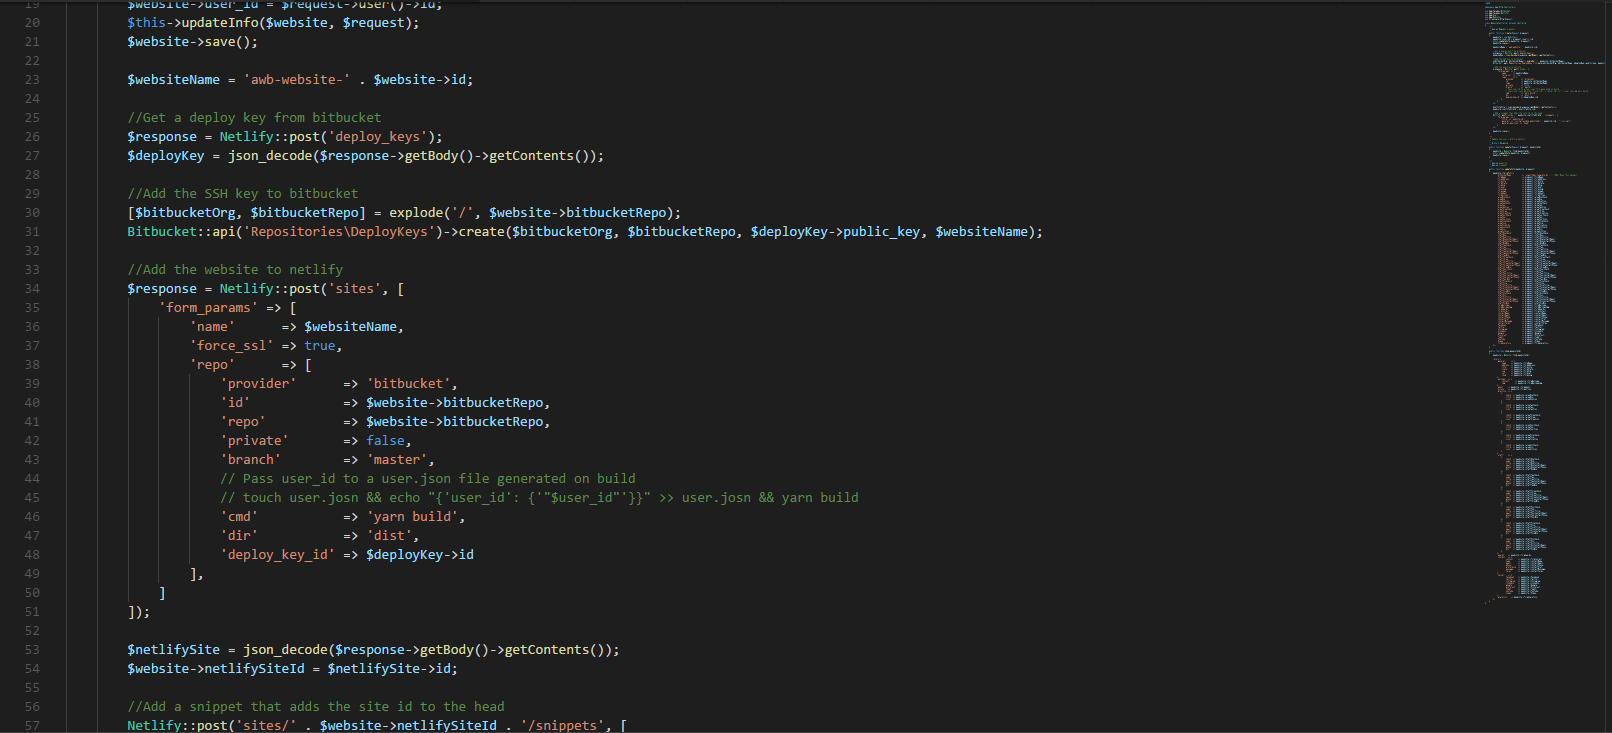 19 $website->user_id = $request->user()->id;
20 $this->updateInfo($website, $request);
21 $website->save();
22
23 $websiteName = 'awb-website-' . $website->id;
24
25 //Get a deploy key from bitbucket
26 $response = Netlify::post('deploy_keys');
27 $deployKey = json_decode($response->getBody()->getContents());
28
29 //Add the SSH key to bitbucket
30 [$bitbucketOrg, $bitbucketRepo] = explode('/', $website->bitbucketRepo);
31 Bitbucket::api('Repositories\DeployKeys')->create($bitbucketOrg, $bitbucketRepo, $deployKey->public_key, $websiteName);
32
33 //Add the website to netlify
34 $response = Netlify::post('sites', [
35 'form_params' => [
36 'name' => $websiteName,
37 'force_ssl' => true,
38 'repo' => [
39 'provider' => 'bitbucket',
40 'id' => $website->bitbucketRepo,
41 'repo' => $website->bitbucketRepo,
42 'private' => false,
43 'branch' => 'master',
44 // Pass user_id to a user.json file generated on build
45 // touch user.josn && echo "{'user_id': {'"$user_id"'}}" >> user.josn && yarn build
46 'cmd' => 'yarn build',
47 'dir' => 'dist',
48 'deploy_key_id' => $deployKey->id
49 ],
50 ]
51 ]);
52
53 $netlifySite = json_decode($response->getBody()->getContents());
54 $website->netlifySiteId = $netlifySite->id;
55
56 //Add a snippet that adds the site id to the head
57 Netlify::post('sites/' . $website->netlifySiteId . '/snippets', [